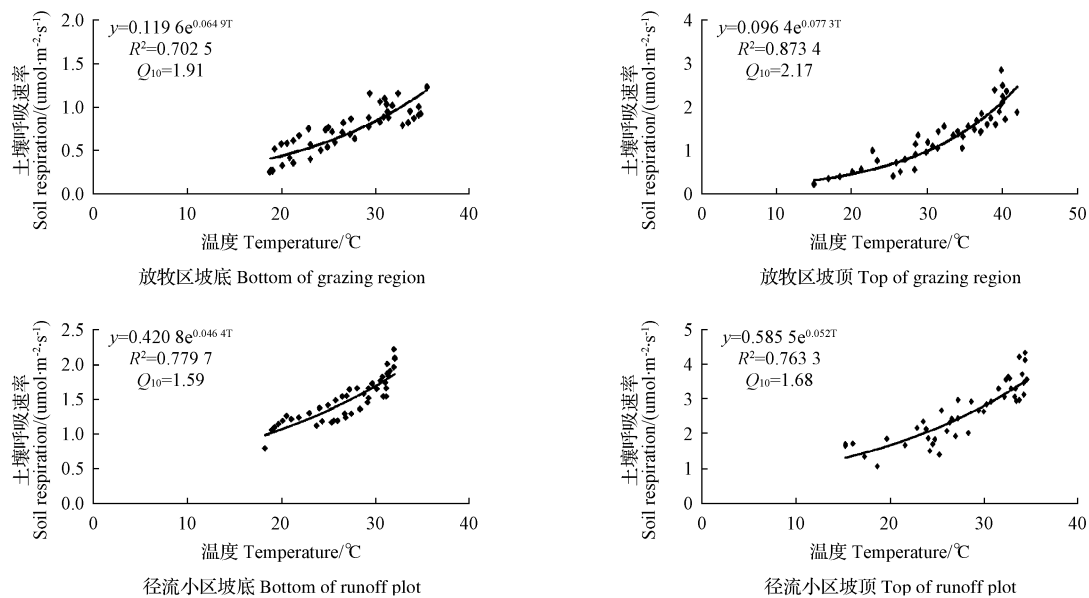 y=0.119 6e0.064 9T
R2=0.702 5
Q10=1.91
土壤呼吸速率
Soil respiration/(umol·m-2·s-1)
2.0
1.5
1.0
0.5
0.0
0 10 20 30 40
温度 Temperature/℃
放牧区坡底 Bottom of grazing region
y=0.096 4e0.077 3T
R2=0.873 4
Q10=2.17
土壤呼吸速率
Soil respiration/(umol·m-2·s-1)
4
3
2
1
0
0 10 20 30 40 50
温度 Temperature/℃
放牧区坡顶 Top of grazing region
y=0.420 8e0.046 4T
R2=0.779 7
Q10=1.59
土壤呼吸速率
Soil respiration/(umol·m-2·s-1)
2.5
2.0
1.5
1.0
0.5
0.0
0 10 20 30 40
温度 Temperature/℃
径流小区坡底 Bottom of runoff plot
y=0.585 5e0.052T
R2=0.763 3
Q10=1.68
土壤呼吸速率
Soil respiration/(umol·m-2·s-1)
5
4
3
2
1
0
0 10 20 30 40
温度 Temperature/℃
径流小区坡顶 Top of runoff plot